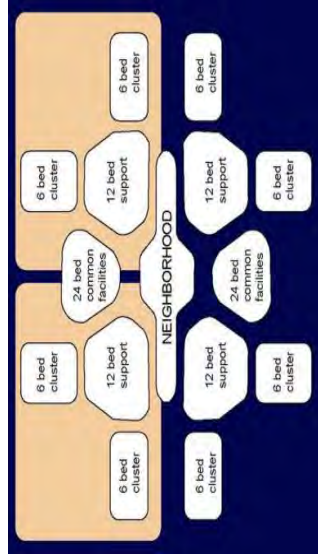 6 bed
cluster
6 bed
cluster
24 bed
common
facilities
6 bed
cluster
12 bed
support
12 bed
support
6 bed
cluster
NEIGHBORHOOD
6 bed
cluster
12 bed
support
12 bed
support
6 bed
cluster
24 bed
common
facilities
6 bed
cluster
6 bed
cluster